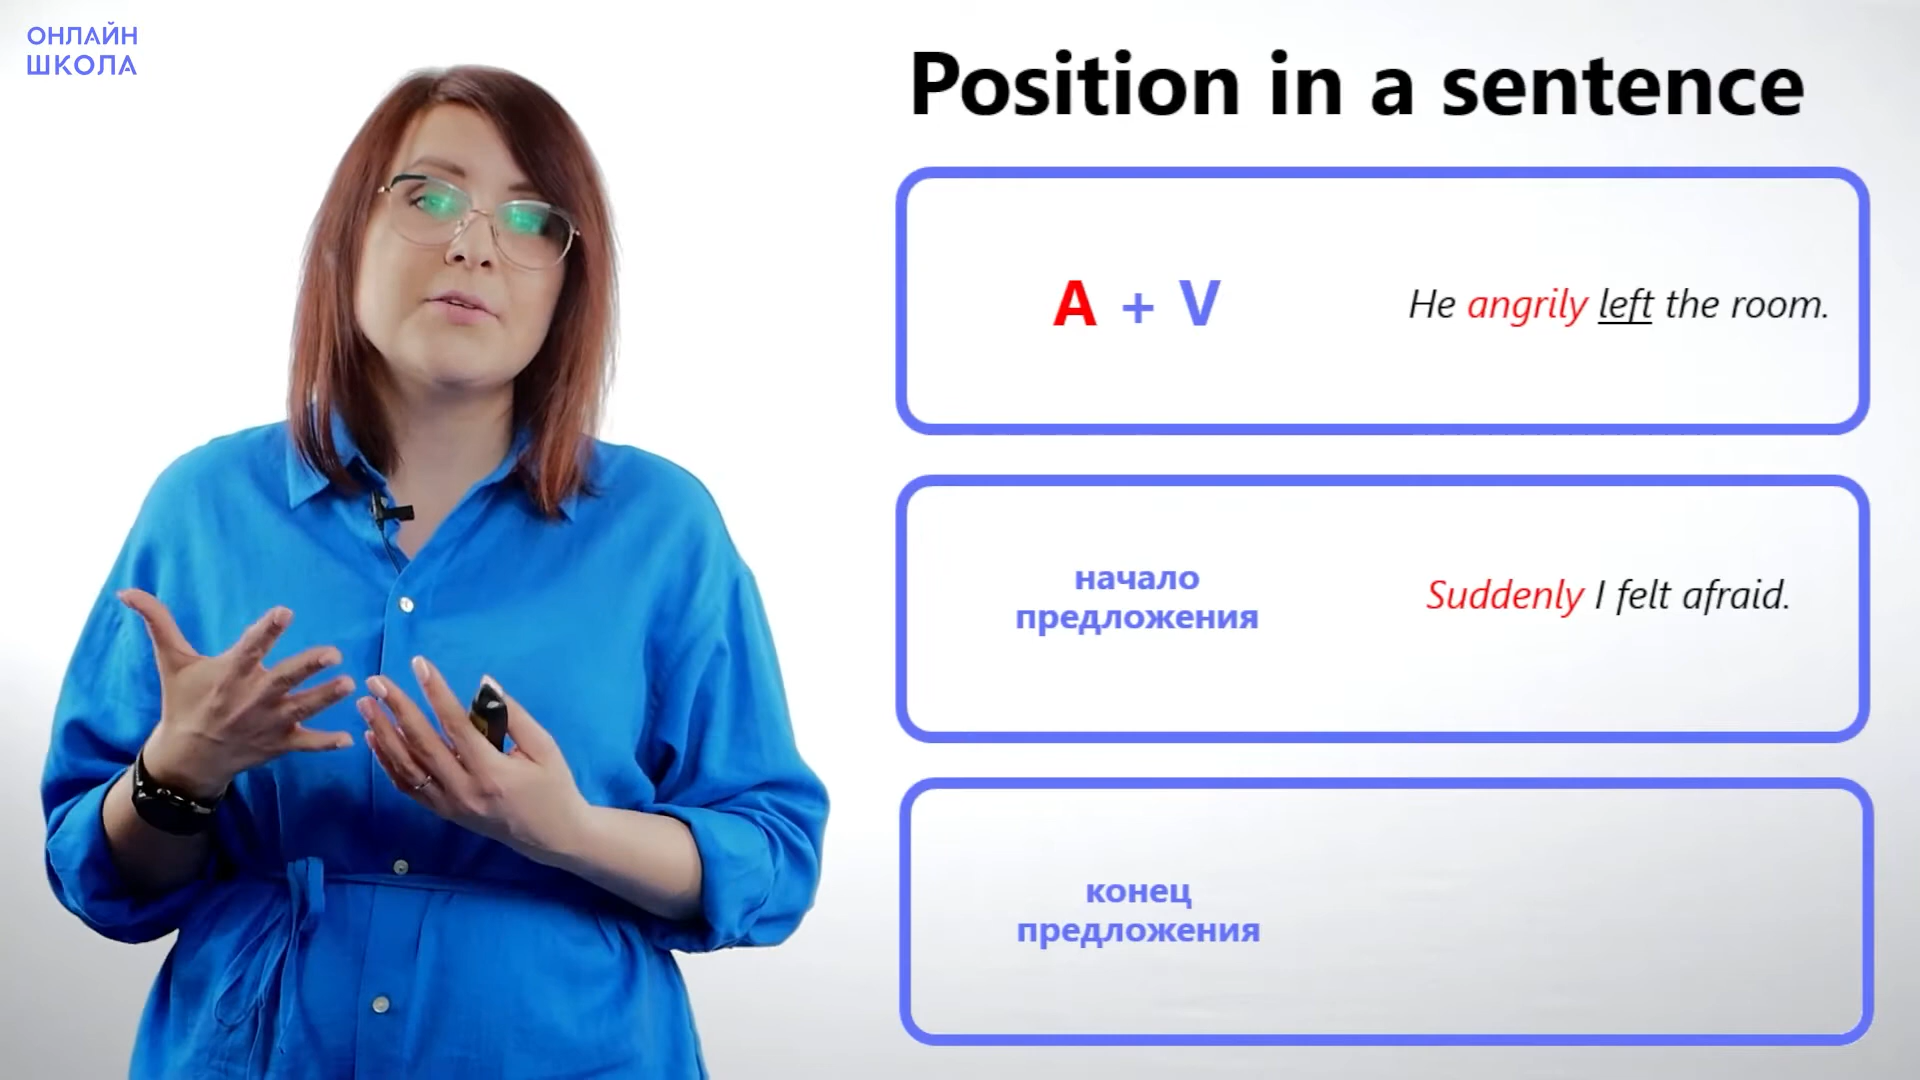 ОНЛАЙН
ШКОЛА
Position in a sentence
A + V
He angrily left the room.
начало
предложения
Suddenly I felt afraid.
конец
предложения